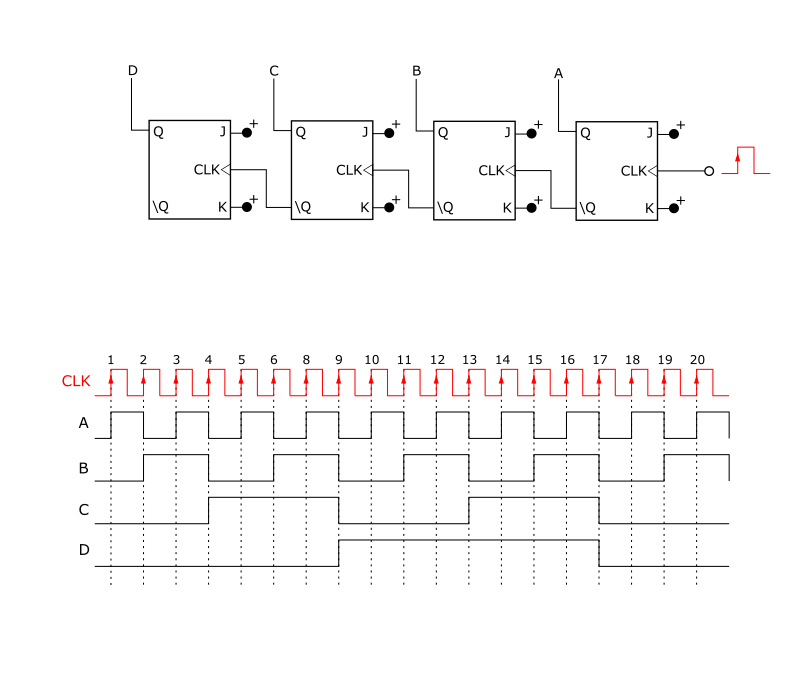 D C B A
Q J + Q J + Q J + Q J +
CLK CLK CLK CLK
\Q K + \Q K + \Q K + \Q K +
1 2 3 4 5 6 8 9 10 11 12 13 14 15 16 17 18 19 20
CLK
A
B
C
D